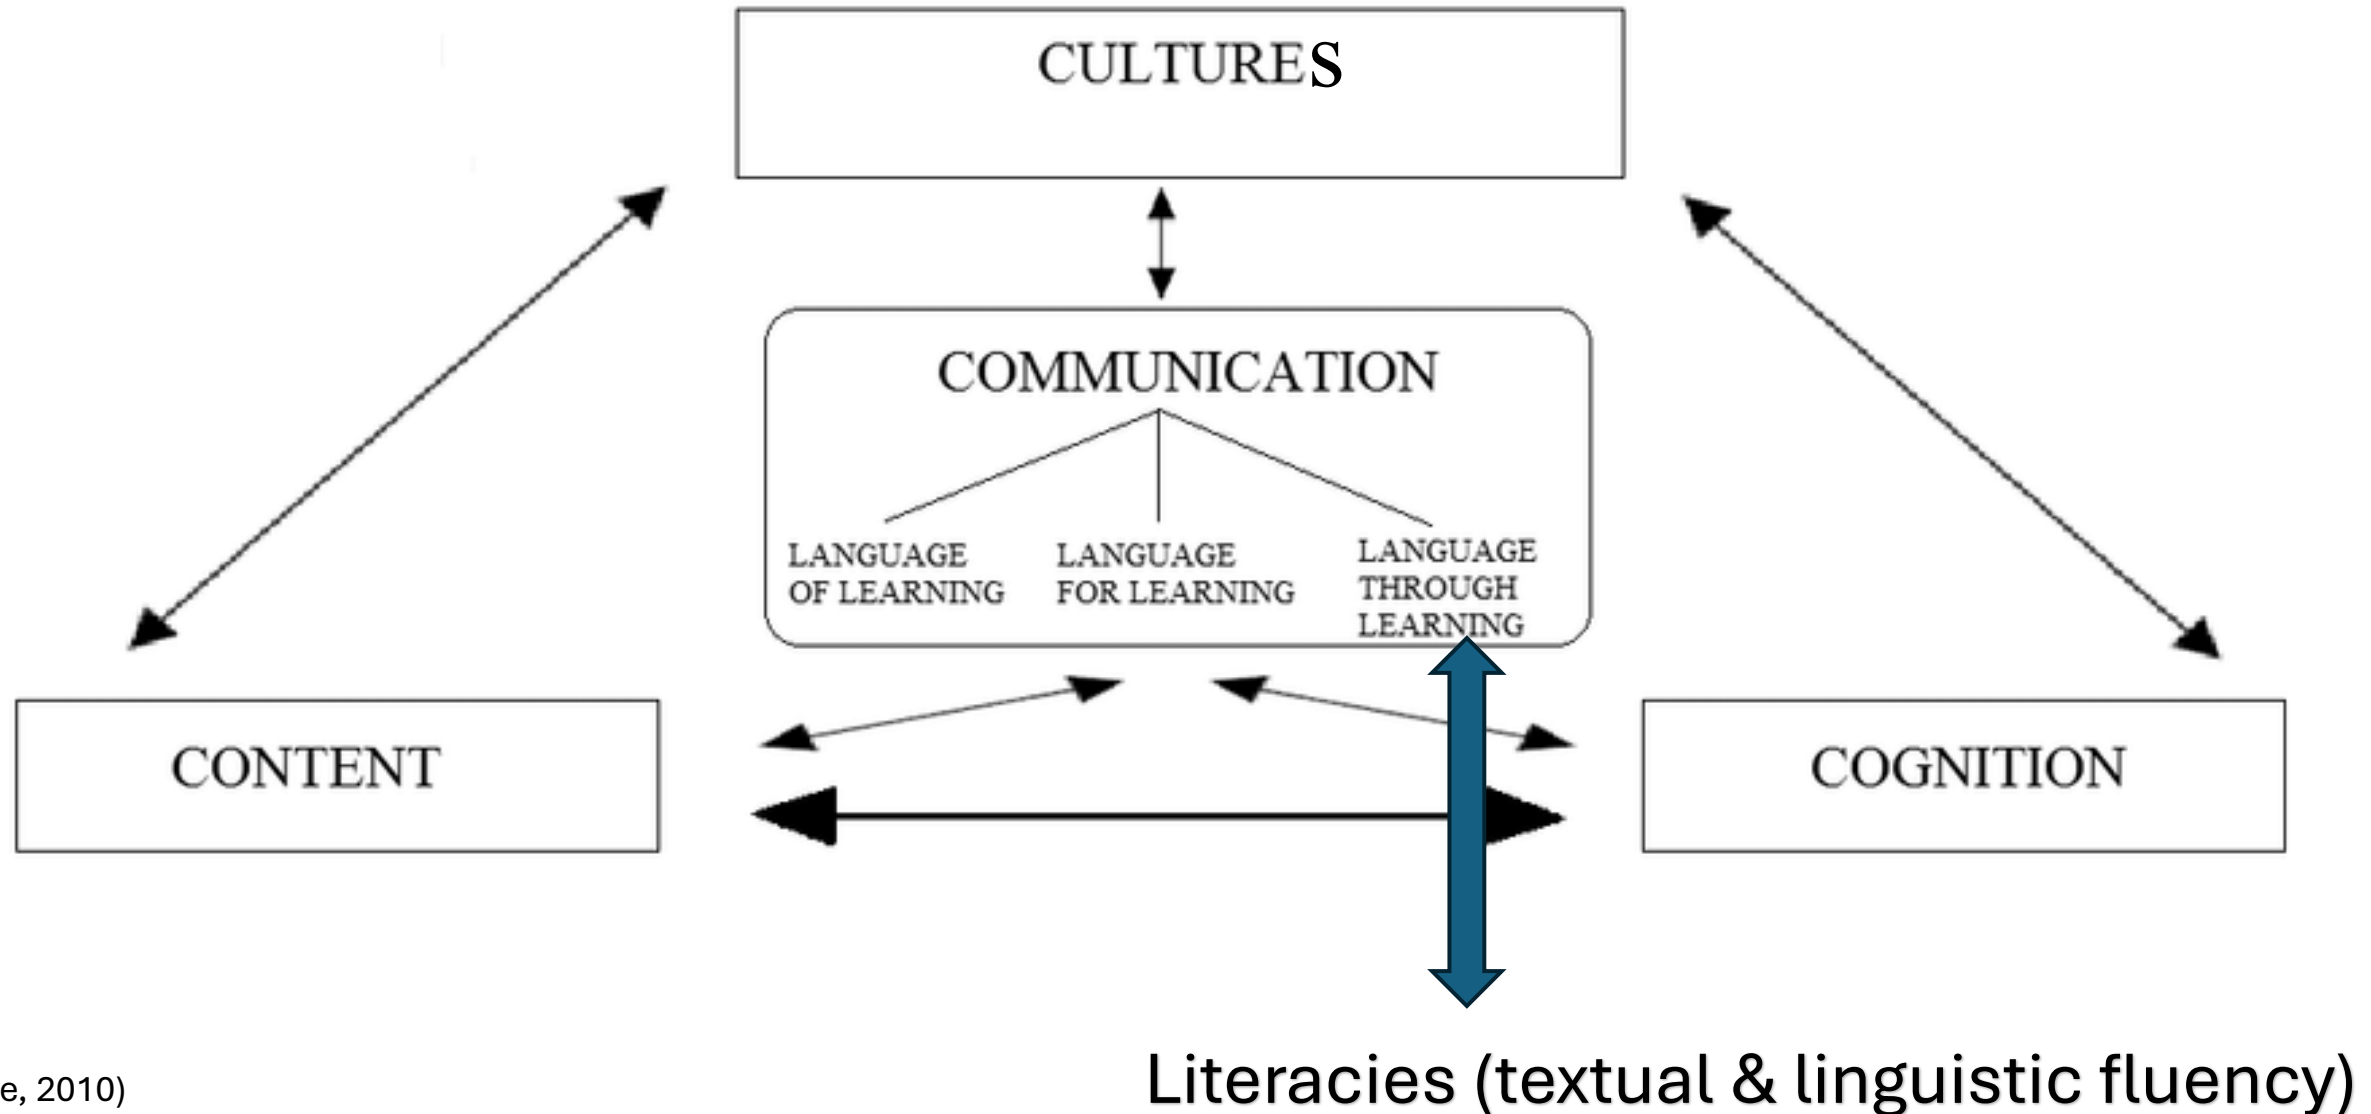 CULTURES
COMMUNICATION
LANGUAGE
OF LEARNING
LANGUAGE
FOR LEARNING
LANGUAGE
THROUGH
LEARNING
CONTENT
COGNITION
Literacies (textual & linguistic fluency)
e, 2010)